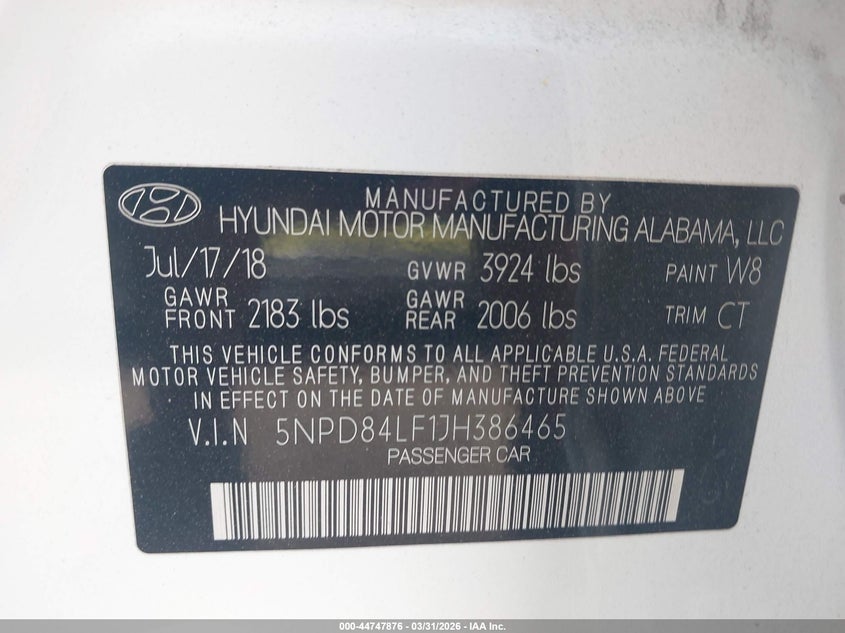 MANUFACTURED BY
HYUNDAI MOTOR MANUFACTURING ALABAMA, LLC
Jul/17/18 GVWR 3924 lbs PAINT W8
GAWR FRONT 2183 lbs GAWR REAR 2006 lbs TRIM CT
THIS VEHICLE CONFORMS TO ALL APPLICABLE U.S.A. FEDERAL
MOTOR VEHICLE SAFETY, BUMPER, AND THEFT PREVENTION STANDARDS
IN EFFECT ON THE DATE OF MANUFACTURE SHOWN ABOVE
V.I.N 5NPD84LF1JH386465
PASSENGER CAR
000-44747876 - 03/31/2026 - IAA Inc.